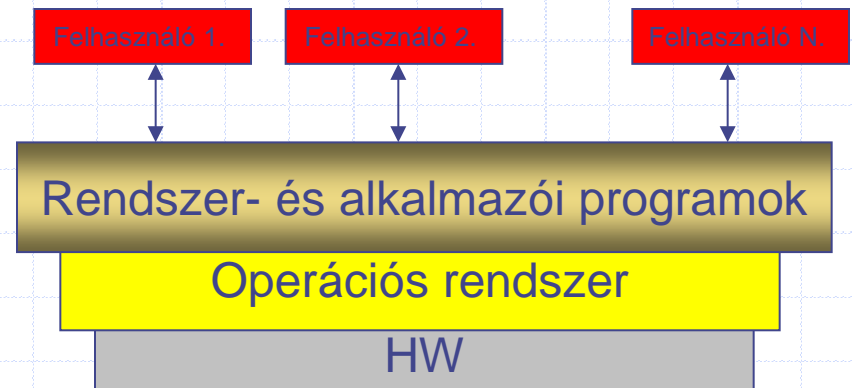 Felhasználó 1.
Felhasználó 2.
Felhasználó N.
Rendszer- és alkalmazói programok
Operációs rendszer
HW